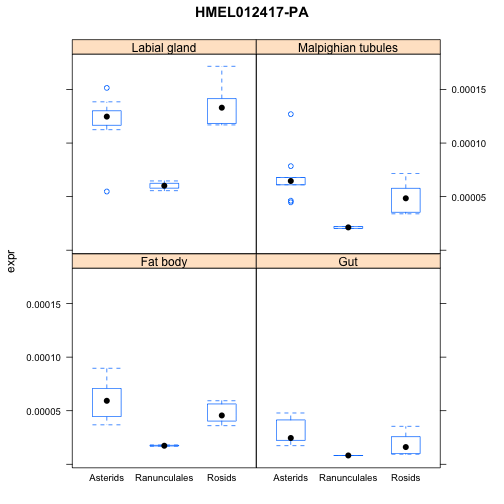 HMEL012417-PA
Labial gland
Malpighian tubules
0.00015
0.00010
0.00005
expr
Fat body
Gut
0.00015
0.00010
0.00005
Asterids Ranunculales Rosids Asterids Ranunculales Rosids